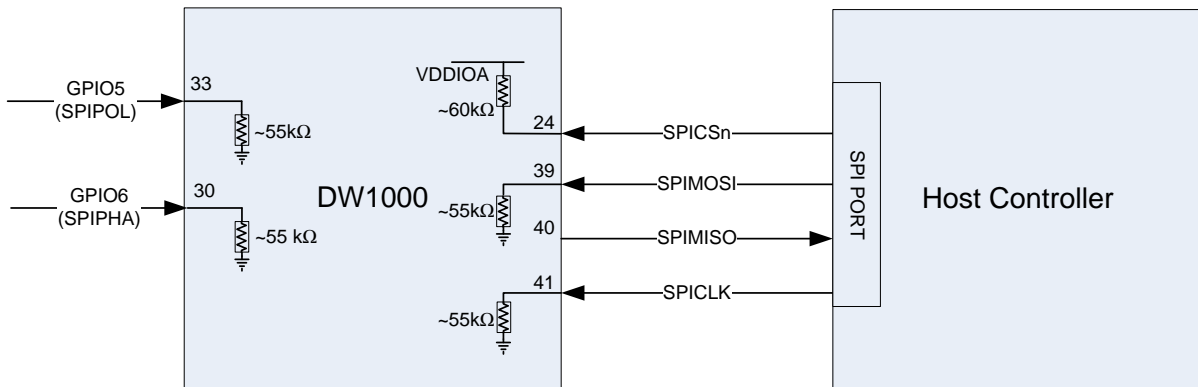 GPIO5
(SPIPOL)
33
~55kΩ
GPIO6
(SPIPHA)
30
~55 kΩ
DW1000
VDDIOA
~60kΩ
24
SPICSn
39
SPIMOSI
~55kΩ
40
SPIMISO
41
SPICLK
~55kΩ
SPI PORT
Host Controller